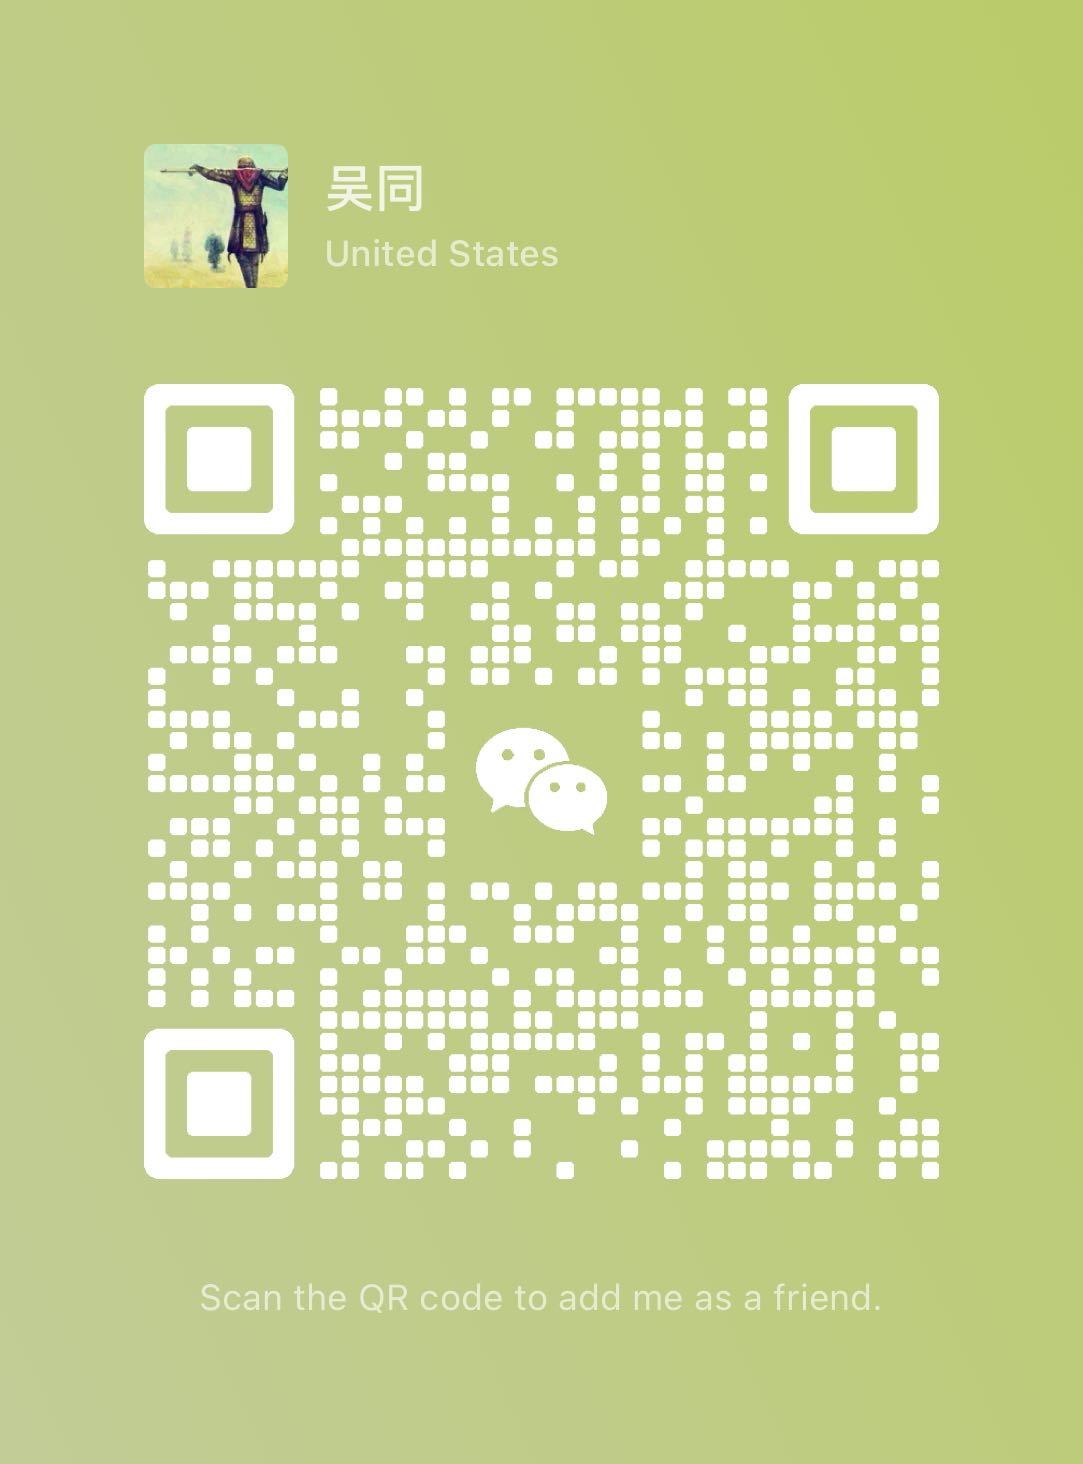 吴同
United States
Scan the QR code to add me as a friend.